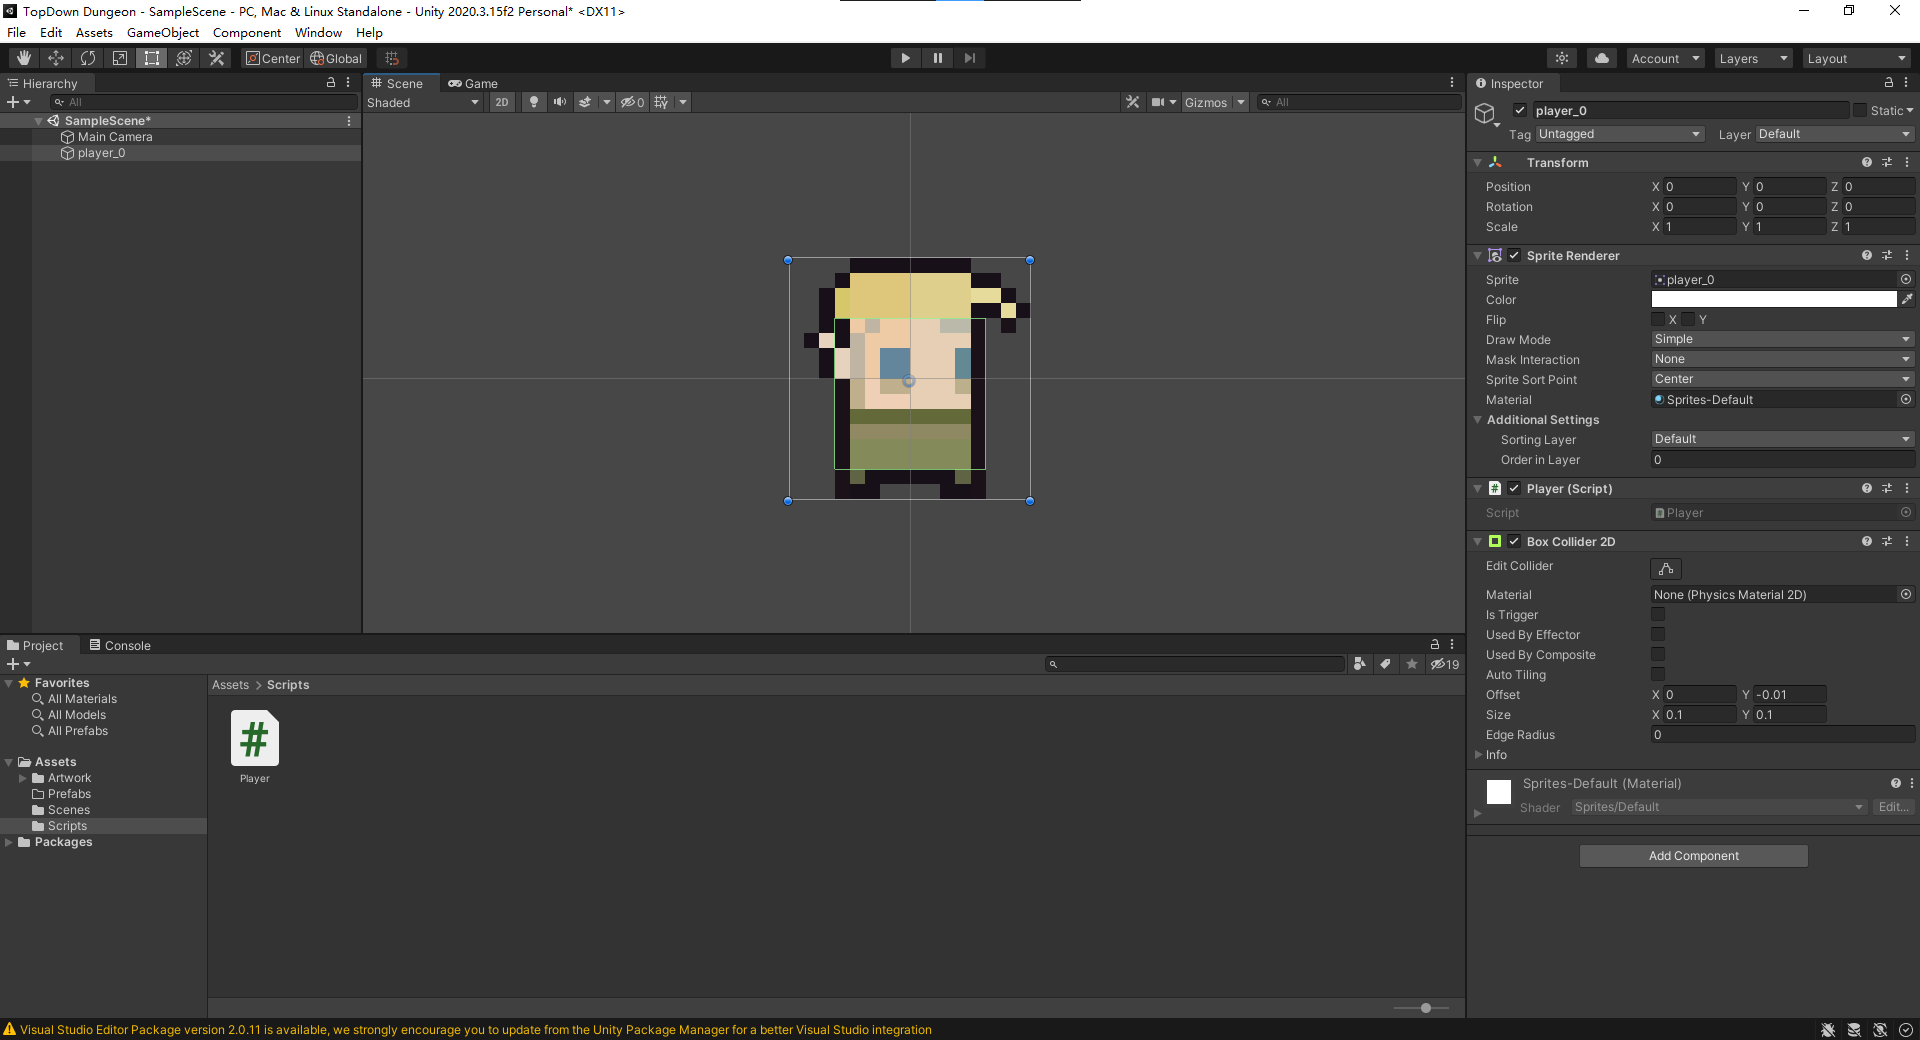 TopDown Dungeon - SampleScene - PC, Mac & Linux Standalone - Unity 2020.3.15f2 Personal* <DX11>
File Edit Assets GameObject Component Window Help
Center Global
Account Layers Layout
Hierarchy
All
SampleScene*
Main Camera
player_0
Scene Game
Shaded 2D 0 Gizmos All
Inspector
player_0 Static
Tag Untagged Layer Default
Transform
Position X 0 Y 0 Z 0
Rotation X 0 Y 0 Z 0
Scale X 1 Y 1 Z 1
Sprite Renderer
Sprite player_0
Color
Flip X Y
Draw Mode Simple
Mask Interaction None
Sprite Sort Point Center
Material Sprites-Default
Additional Settings
Sorting Layer Default
Order in Layer 0
Player (Script)
Script Player
Box Collider 2D
Edit Collider
Material None (Physics Material 2D)
Is Trigger
Used By Effector
Used By Composite
Auto Tiling
Offset X 0 Y -0.01
Size X 0.1 Y 0.1
Edge Radius 0
Info
Sprites-Default (Material)
Shader Sprites/Default Edit...
Add Component
Project Console
19
Favorites
All Materials
All Models
All Prefabs
Assets
Artwork
Prefabs
Scenes
Scripts
Packages
Assets > Scripts
#
Player
Visual Studio Editor Package version 2.0.11 is available, we strongly encourage you to update from the Unity Package Manager for a better Visual Studio integration